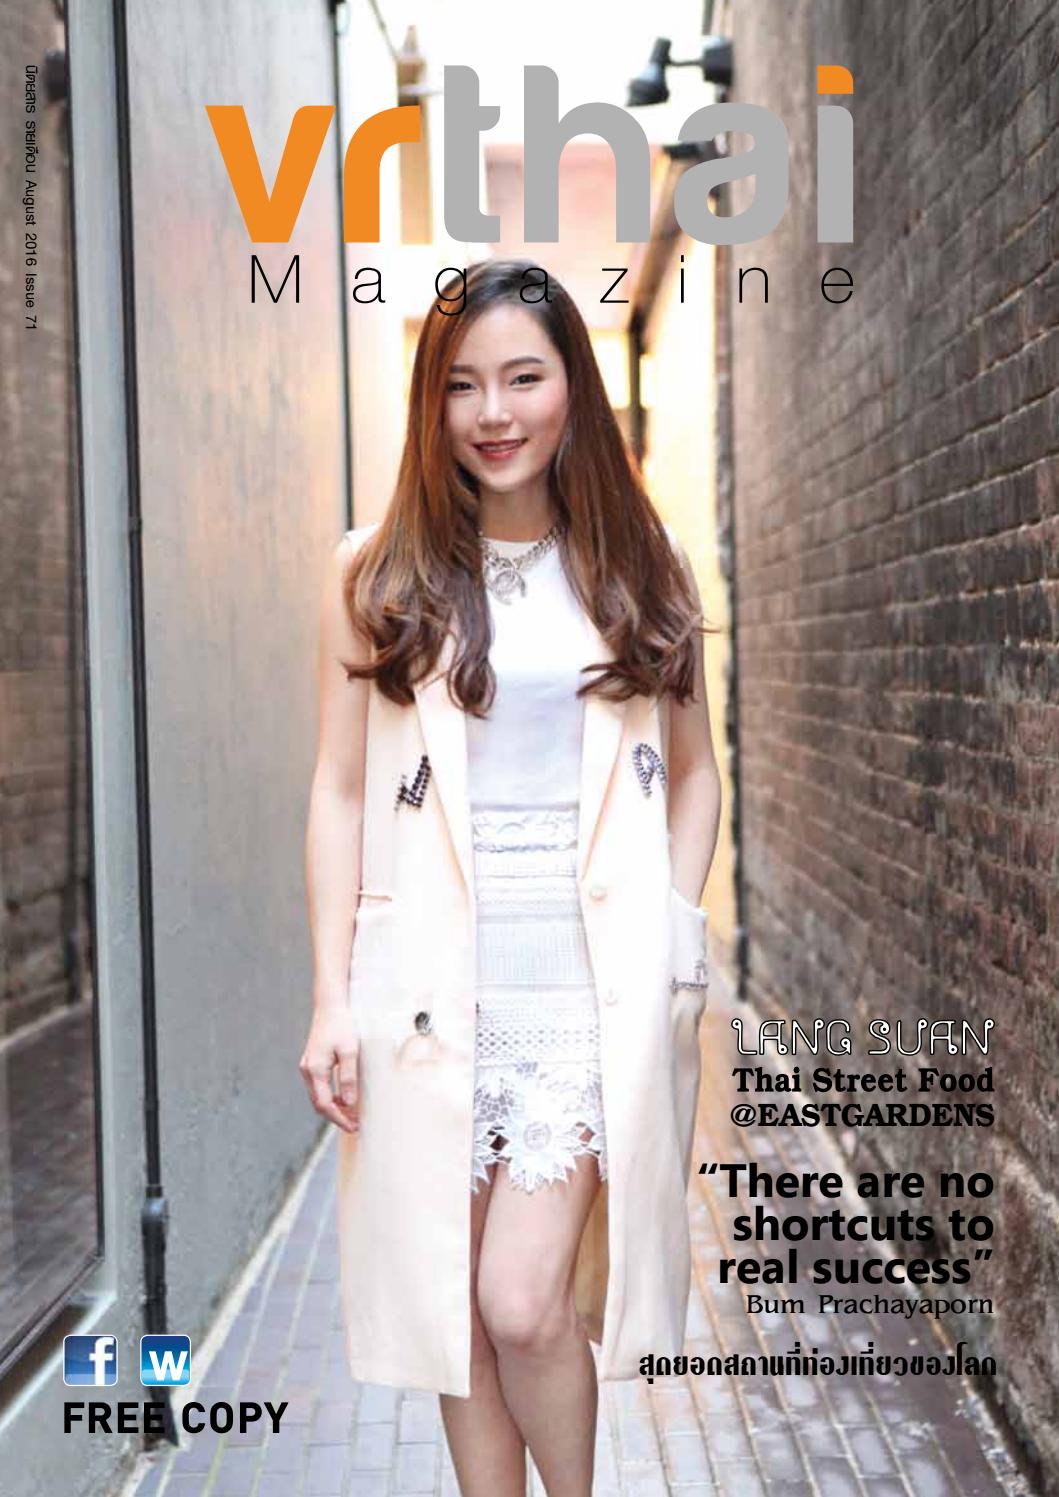 นิตยสาร รายเดือน August 2016 Issue 71
vrthai
Magazine
LANG SUAN
Thai Street Food
@EASTGARDENS
“There are no
shortcuts to
real success”
Bum Prachayaporn
สุดยอดสถานที่ท่องเที่ยวของโลก
f W
FREE COPY